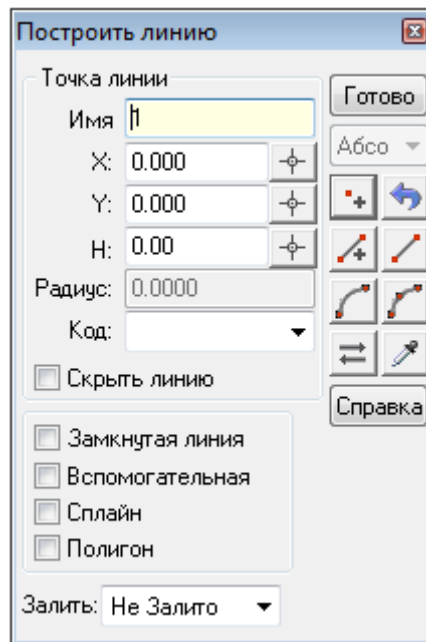 Построить линию
Точка линии
Имя 1
X: 0.000
Y: 0.000
H: 0.00
Радиус: 0.0000
Код:
Скрыть линию
Готово
Абсо
Справка
Замкнутая линия
Вспомогательная
Сплайн
Полигон
Залить: Не Залито